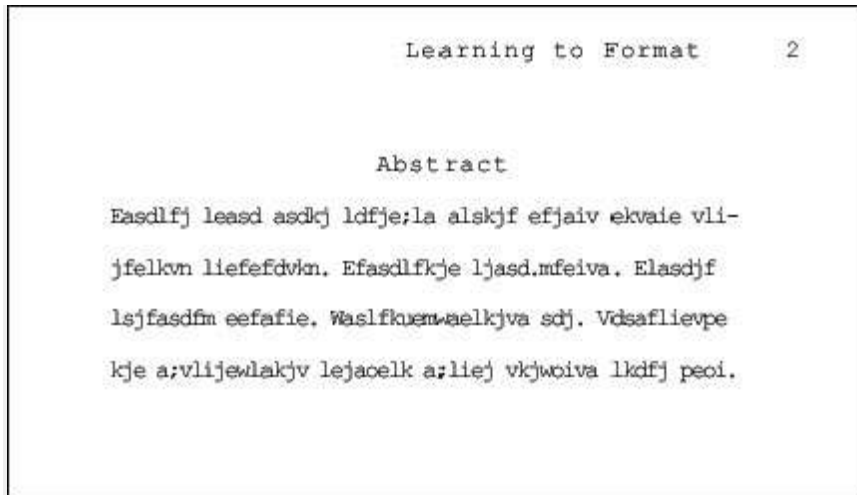 Learning to Format 2
Abstract
Easdlfj leasd asdkj ldfje;la alskjf efjaiv ekvaie vli-
jfelkvn liefefdvkn. Efasdlfkje ljasd.mfeiva. Elasdjf
lsjfasdfm eefafie. Waslfkuemwaelkjva sdj. Vdsaflievpe
kje a;vlijewlakjv lejaoelk a;liej vkjwoiva lkdfj peoi.